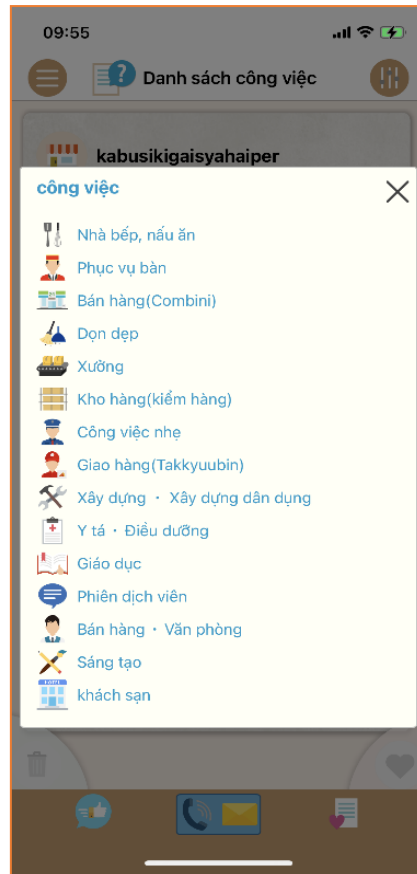 09:55
Danh sách công việc
kabusikigaisyahaiper
công việc
Nhà bếp, nấu ăn
Phục vụ bàn
Bán hàng(Combini)
Dọn dẹp
Xưởng
Kho hàng(kiểm hàng)
Công việc nhẹ
Giao hàng(Takkyuubin)
Xây dựng ・ Xây dựng dân dụng
Y tá ・ Điều dưỡng
Giáo dục
Phiên dịch viên
Bán hàng ・ Văn phòng
Sáng tạo
khách sạn